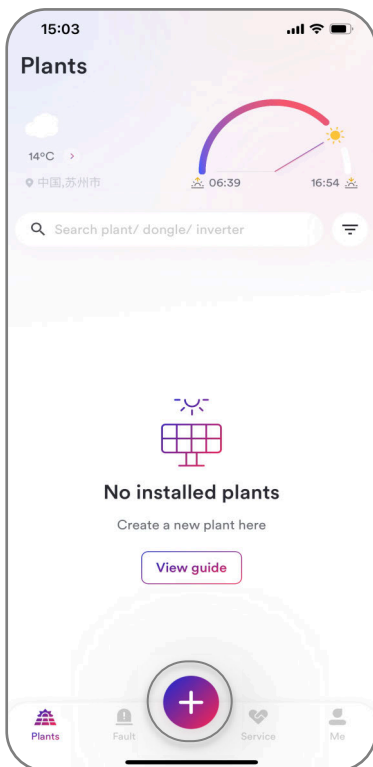 15:03
Plants
14°C >
中国,苏州市
06:39
16:54
Search plant/ dongle/ inverter
No installed plants
Create a new plant here
View guide
Plants
Fault
Service
Me